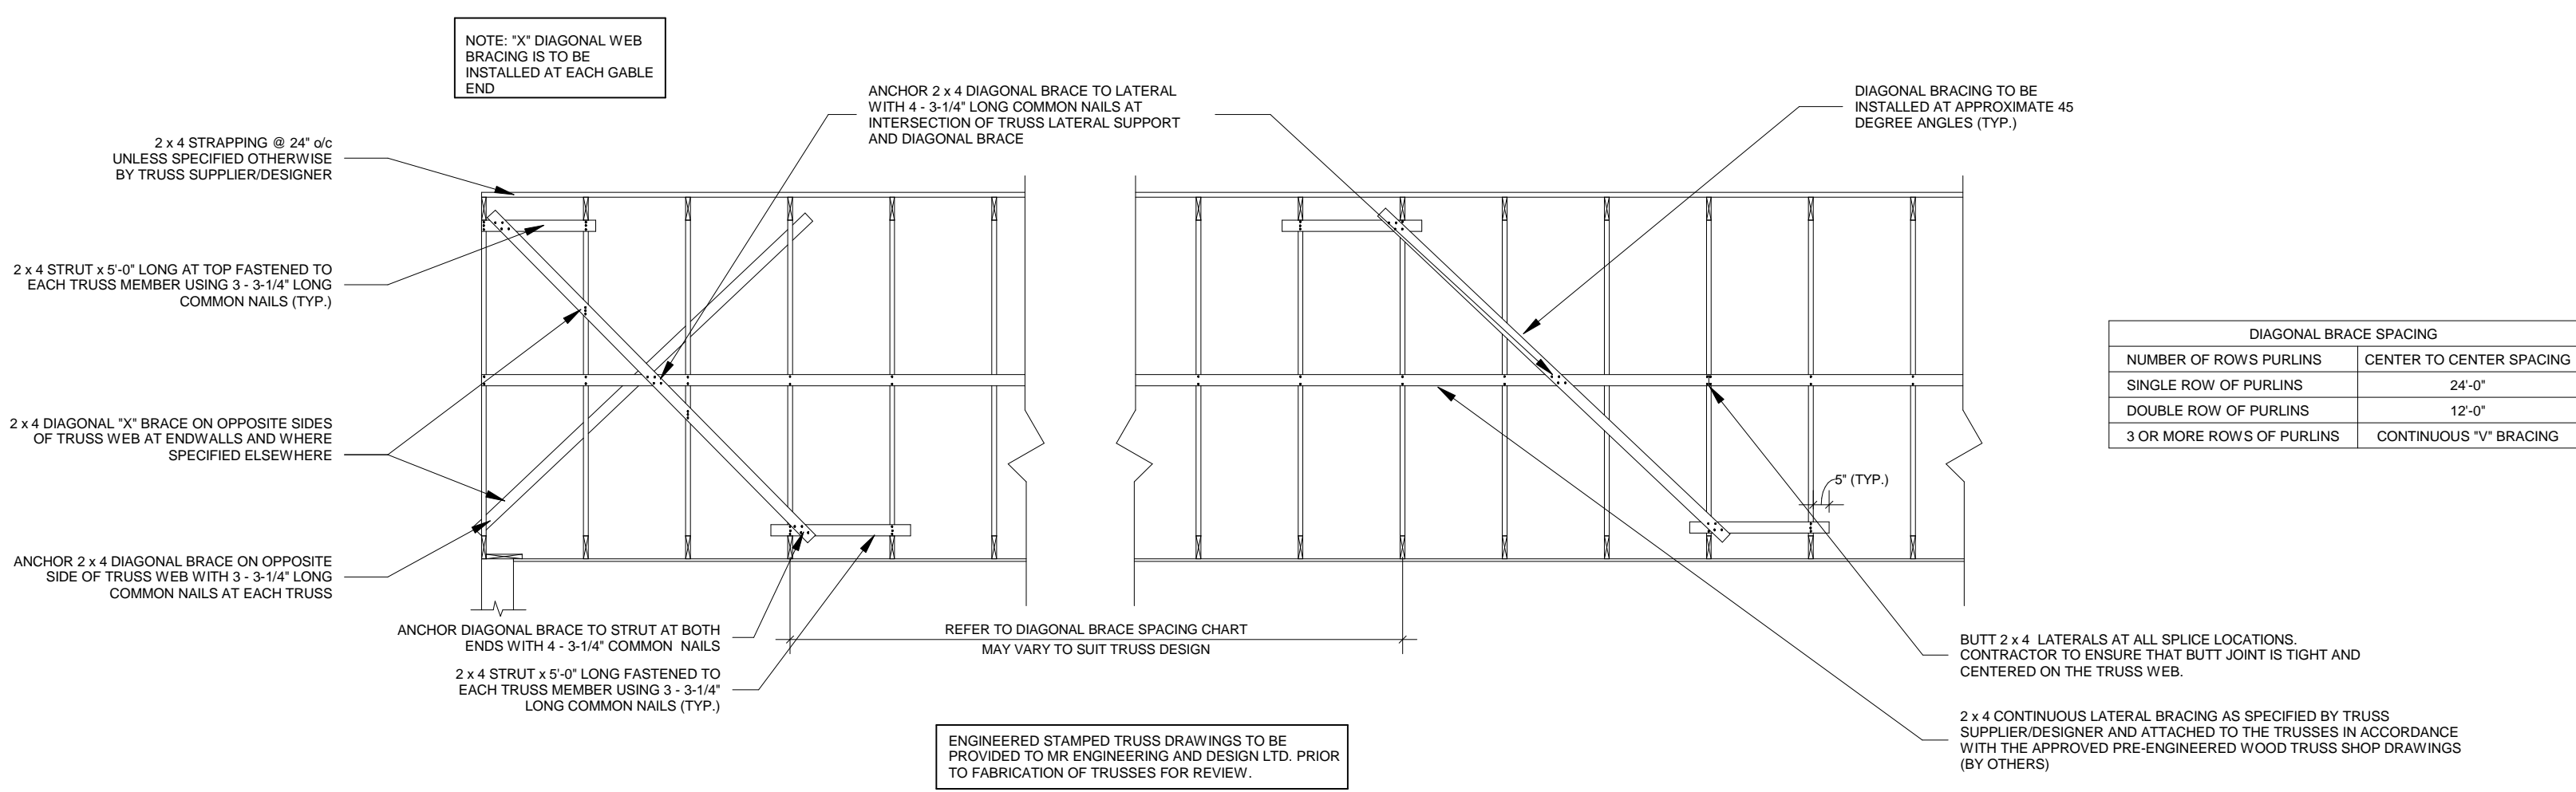 NOTE: "X" DIAGONAL WEB
BRACING IS TO BE
INSTALLED AT EACH GABLE
END
ANCHOR 2 x 4 DIAGONAL BRACE TO LATERAL
WITH 4 - 3-1/4" LONG COMMON NAILS AT
INTERSECTION OF TRUSS LATERAL SUPPORT
AND DIAGONAL BRACE
DIAGONAL BRACING TO BE
INSTALLED AT APPROXIMATE 45
DEGREE ANGLES (TYP.)
2 x 4 STRAPPING @ 24" o/c
UNLESS SPECIFIED OTHERWISE
BY TRUSS SUPPLIER/DESIGNER
2 x 4 STRUT x 5'-0" LONG AT TOP FASTENED TO
EACH TRUSS MEMBER USING 3 - 3-1/4" LONG
COMMON NAILS (TYP.)
2 x 4 DIAGONAL "X" BRACE ON OPPOSITE SIDES
OF TRUSS WEB AT ENDWALLS AND WHERE
SPECIFIED ELSEWHERE
ANCHOR 2 x 4 DIAGONAL BRACE ON OPPOSITE
SIDE OF TRUSS WEB WITH 3 - 3-1/4" LONG
COMMON NAILS AT EACH TRUSS
DIAGONAL BRACE SPACING
NUMBER OF ROWS PURLINS CENTER TO CENTER SPACING
SINGLE ROW OF PURLINS 24'-0"
DOUBLE ROW OF PURLINS 12'-0"
3 OR MORE ROWS OF PURLINS CONTINUOUS "V" BRACING
5" (TYP.)
ANCHOR DIAGONAL BRACE TO STRUT AT BOTH
ENDS WITH 4 - 3-1/4" COMMON NAILS
2 x 4 STRUT x 5'-0" LONG FASTENED TO
EACH TRUSS MEMBER USING 3 - 3-1/4"
LONG COMMON NAILS (TYP.)
REFER TO DIAGONAL BRACE SPACING CHART
MAY VARY TO SUIT TRUSS DESIGN
BUTT 2 x 4 LATERALS AT ALL SPLICE LOCATIONS.
CONTRACTOR TO ENSURE THAT BUTT JOINT IS TIGHT AND
CENTERED ON THE TRUSS WEB.
2 x 4 CONTINUOUS LATERAL BRACING AS SPECIFIED BY TRUSS
SUPPLIER/DESIGNER AND ATTACHED TO THE TRUSSES IN ACCORDANCE
WITH THE APPROVED PRE-ENGINEERED WOOD TRUSS SHOP DRAWINGS
(BY OTHERS)
ENGINEERED STAMPED TRUSS DRAWINGS TO BE
PROVIDED TO MR ENGINEERING AND DESIGN LTD. PRIOR
TO FABRICATION OF TRUSSES FOR REVIEW.